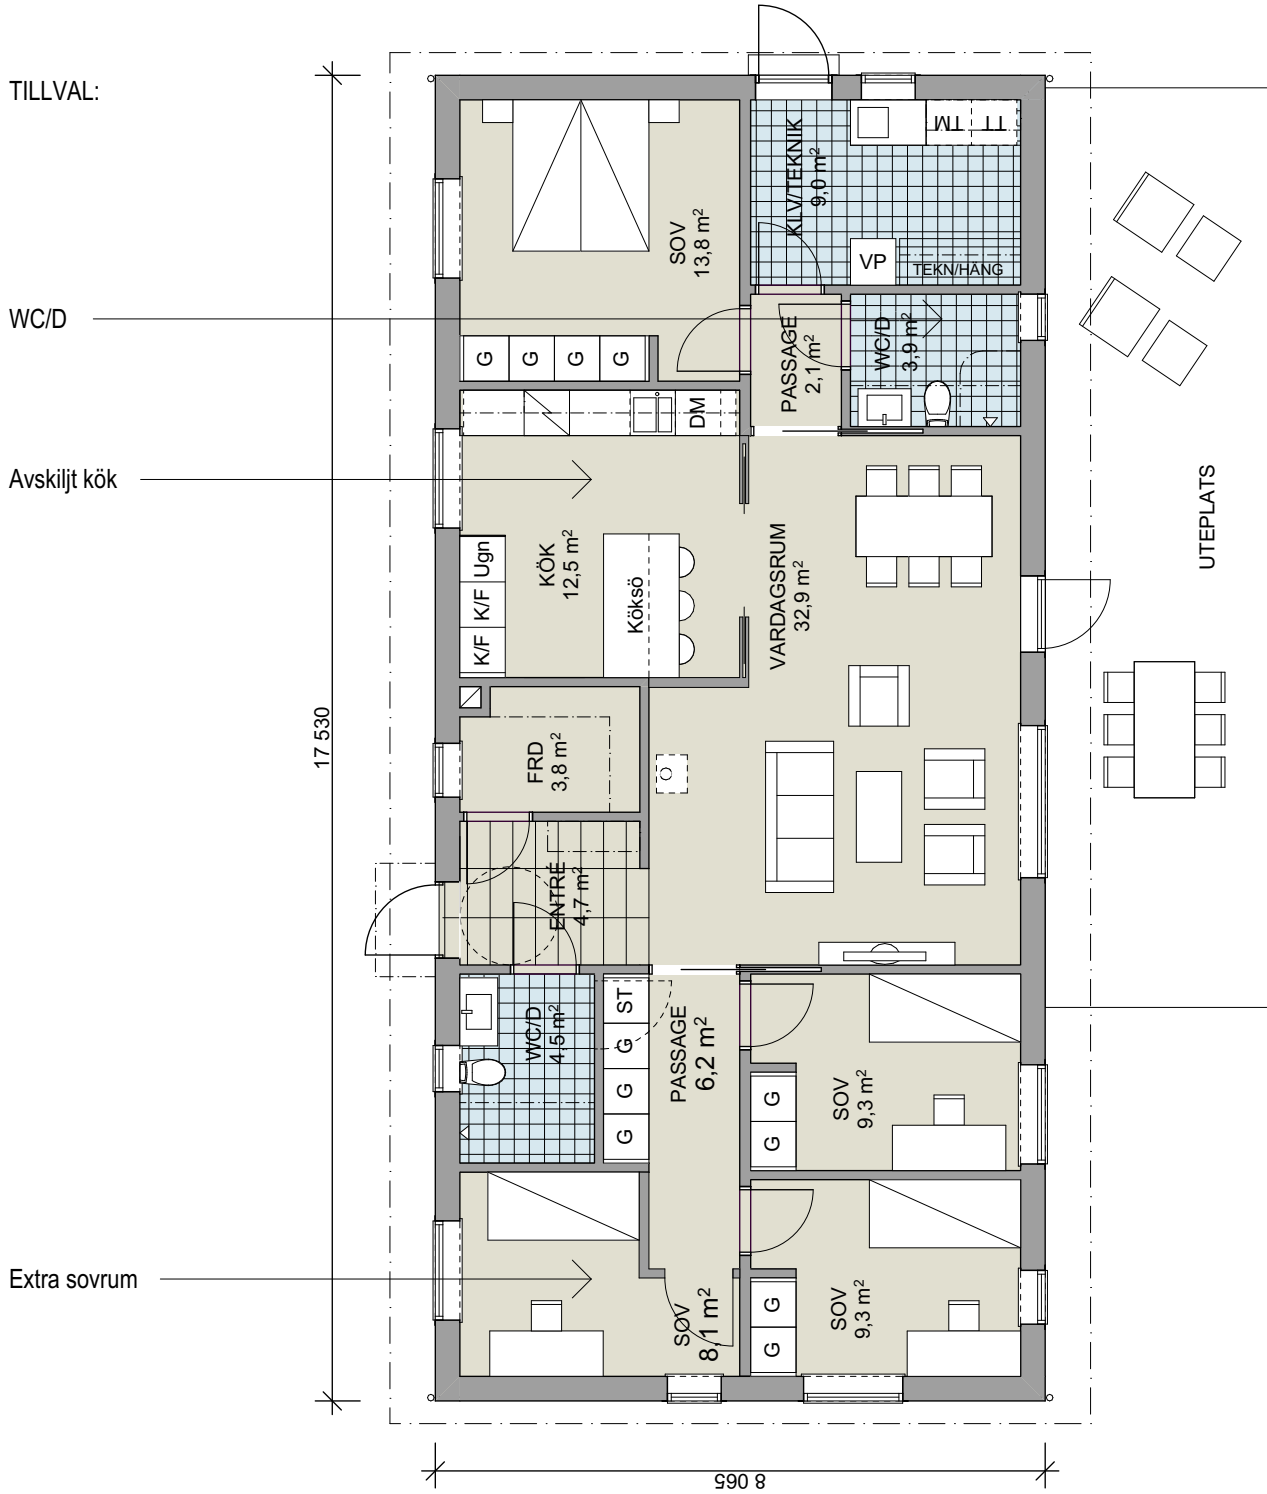 TILLVAL:
WC/D
Avskiljt kök
Extra sovrum
17 530
8 065
SOV
13,8 m²
KLV/TEKNIK
9,0 m²
TM
TT
VP
TEKN/HÄNG
PASSAGE
2,1 m²
WC/D
3,9 m²
G
G
G
G
DM
KÖK
12,5 m²
Ugn
K/F
K/F
Köksö
VARDAGSRUM
32,9 m²
UTEPLATS
FRD
3,8 m²
ENTRÉ
4,7 m²
WC/D
4,5 m²
ST
G
G
G
PASSAGE
6,2 m²
SOV
9,3 m²
G
G
SOV
8,1 m²
SOV
9,3 m²
G
G